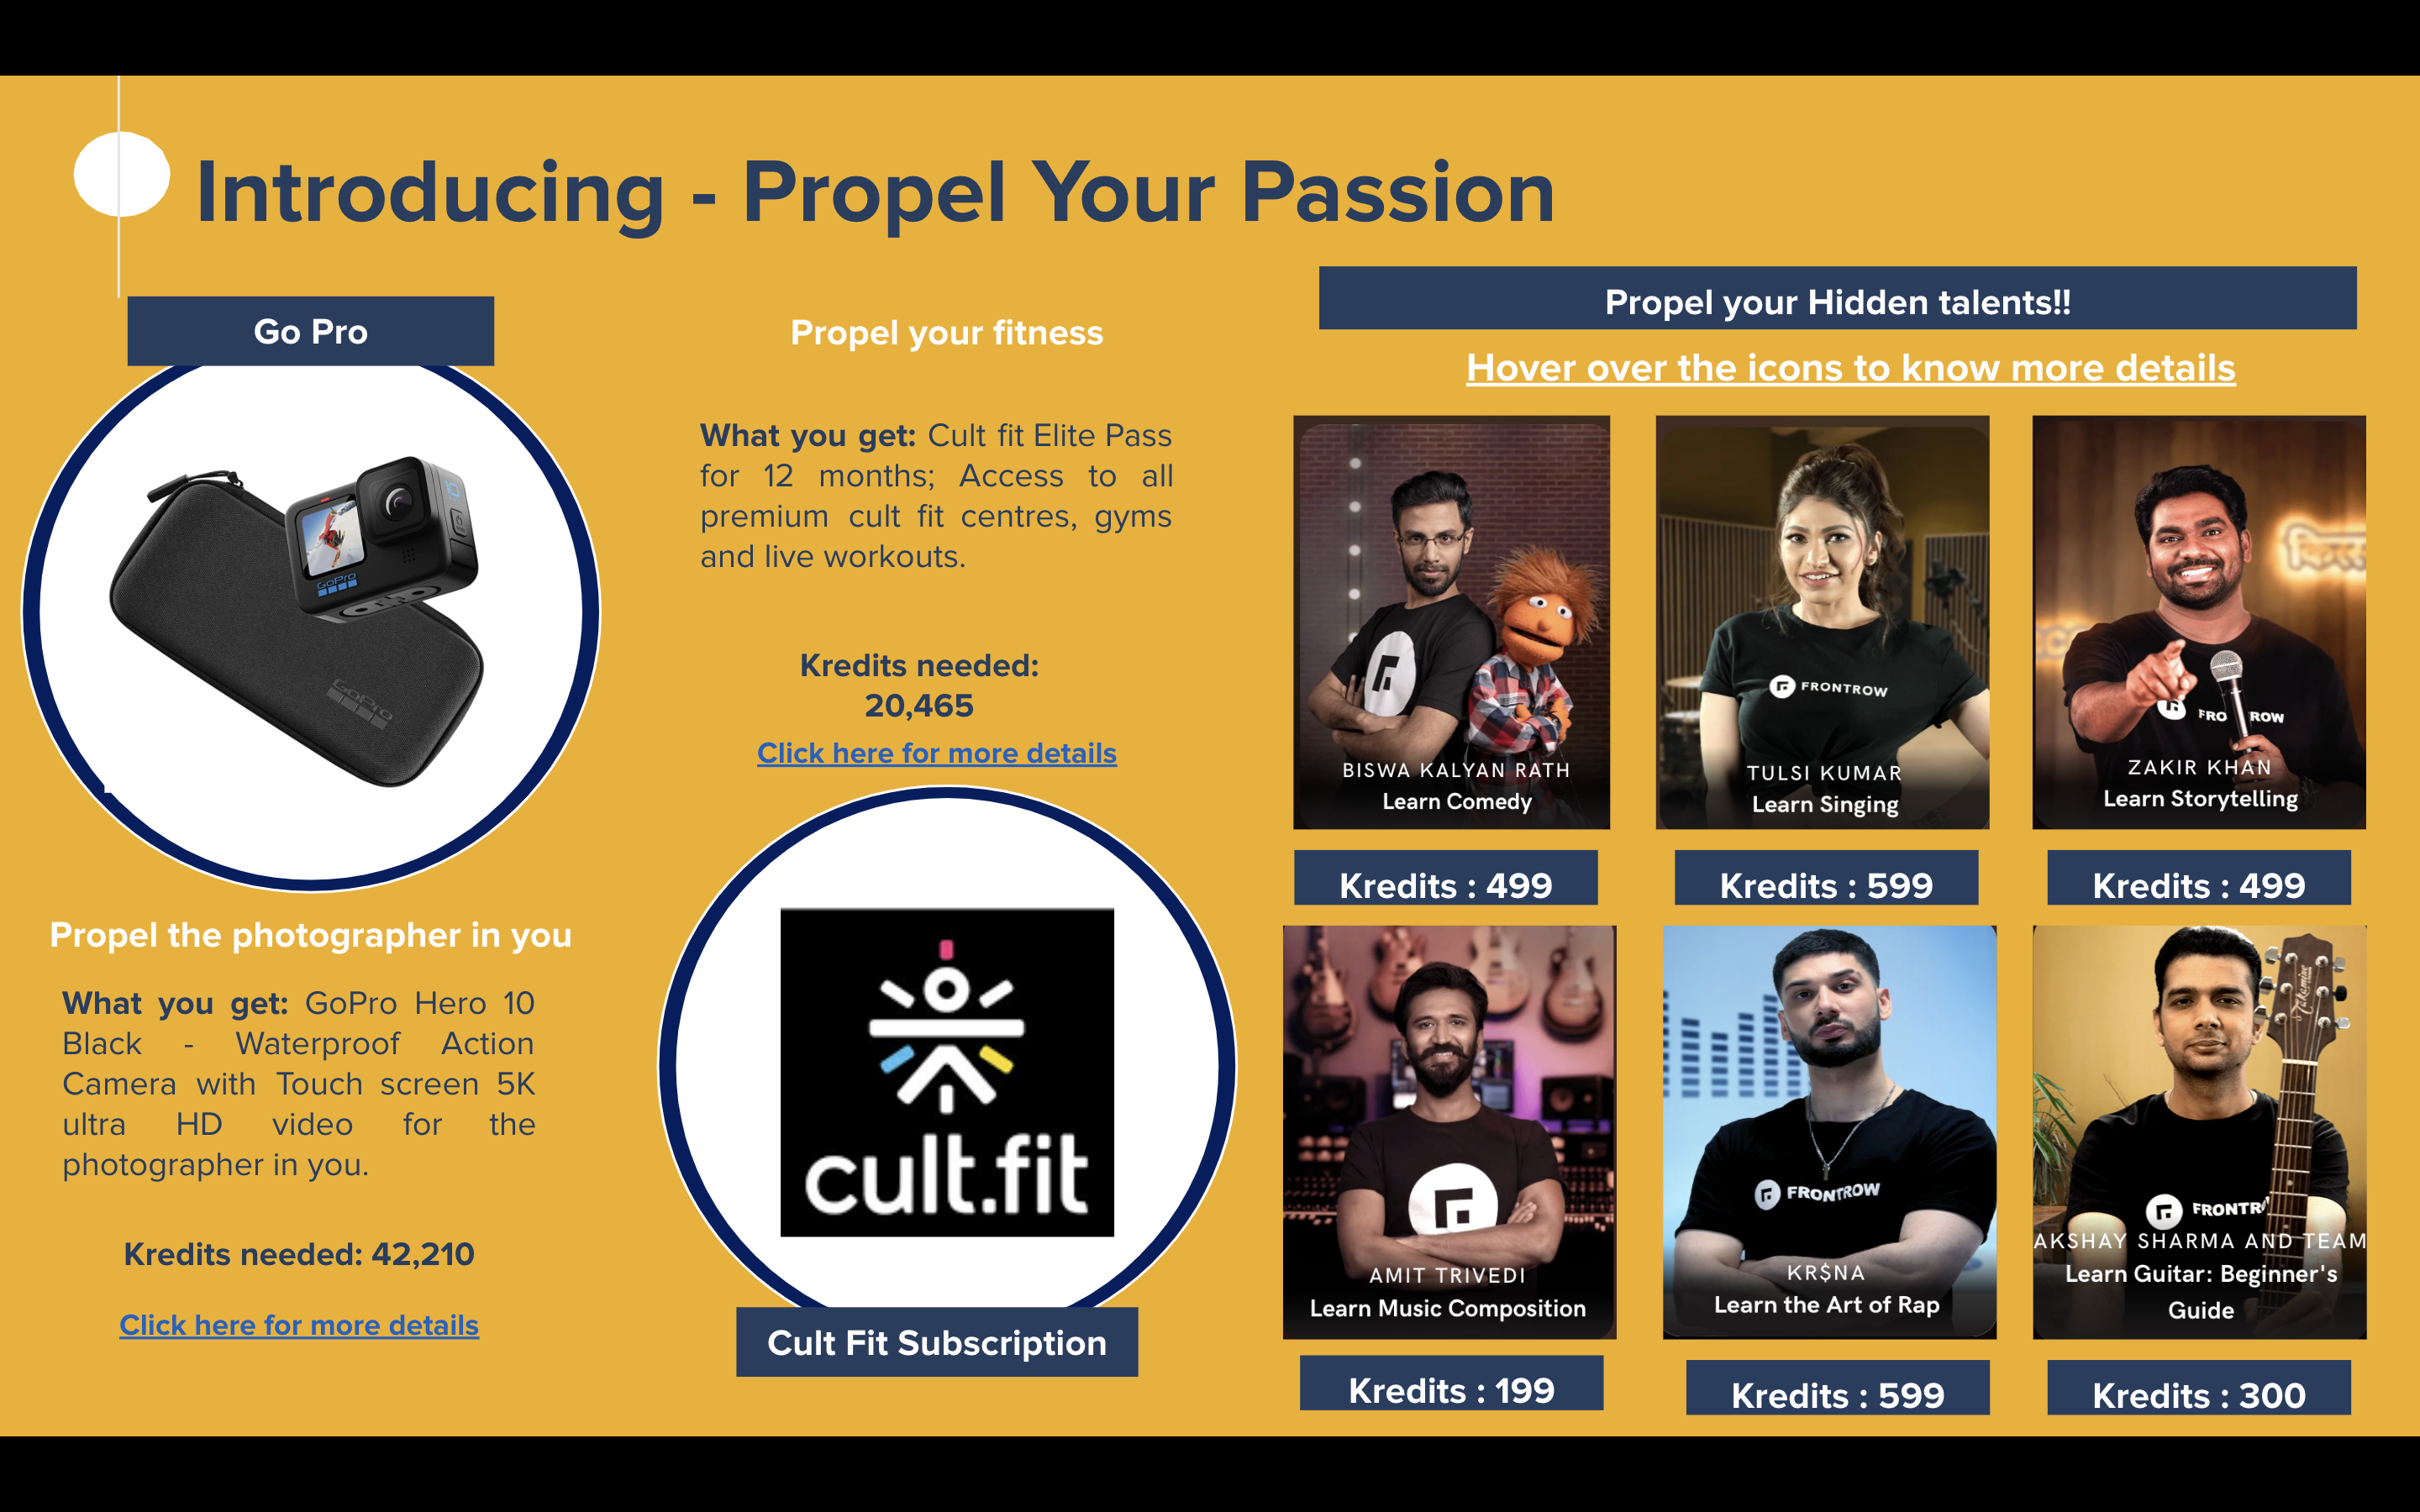 Introducing - Propel Your Passion
Go Pro
GoPro
GoPro
Propel the photographer in you
What you get: GoPro Hero 10
Black - Waterproof Action
Camera with Touch screen 5K
ultra HD video for the
photographer in you.
Kredits needed: 42,210
Click here for more details
Propel your fitness
What you get: Cult fit Elite Pass
for 12 months; Access to all
premium cult fit centres, gyms
and live workouts.
Kredits needed:
20,465
Click here for more details
cult.fit
Cult Fit Subscription
Propel your Hidden talents!!
Hover over the icons to know more details
BISWA KALYAN RATH
Learn Comedy
Kredits : 499
FRONTROW
TULSI KUMAR
Learn Singing
Kredits : 599
FRO ROW
ZAKIR KHAN
Learn Storytelling
Kredits : 499
AMIT TRIVEDI
Learn Music Composition
Kredits : 199
FRONTROW
KR$NA
Learn the Art of Rap
Kredits : 599
Takamine
FRONTR
AKSHAY SHARMA AND TEAM
Learn Guitar: Beginner's
Guide
Kredits : 300